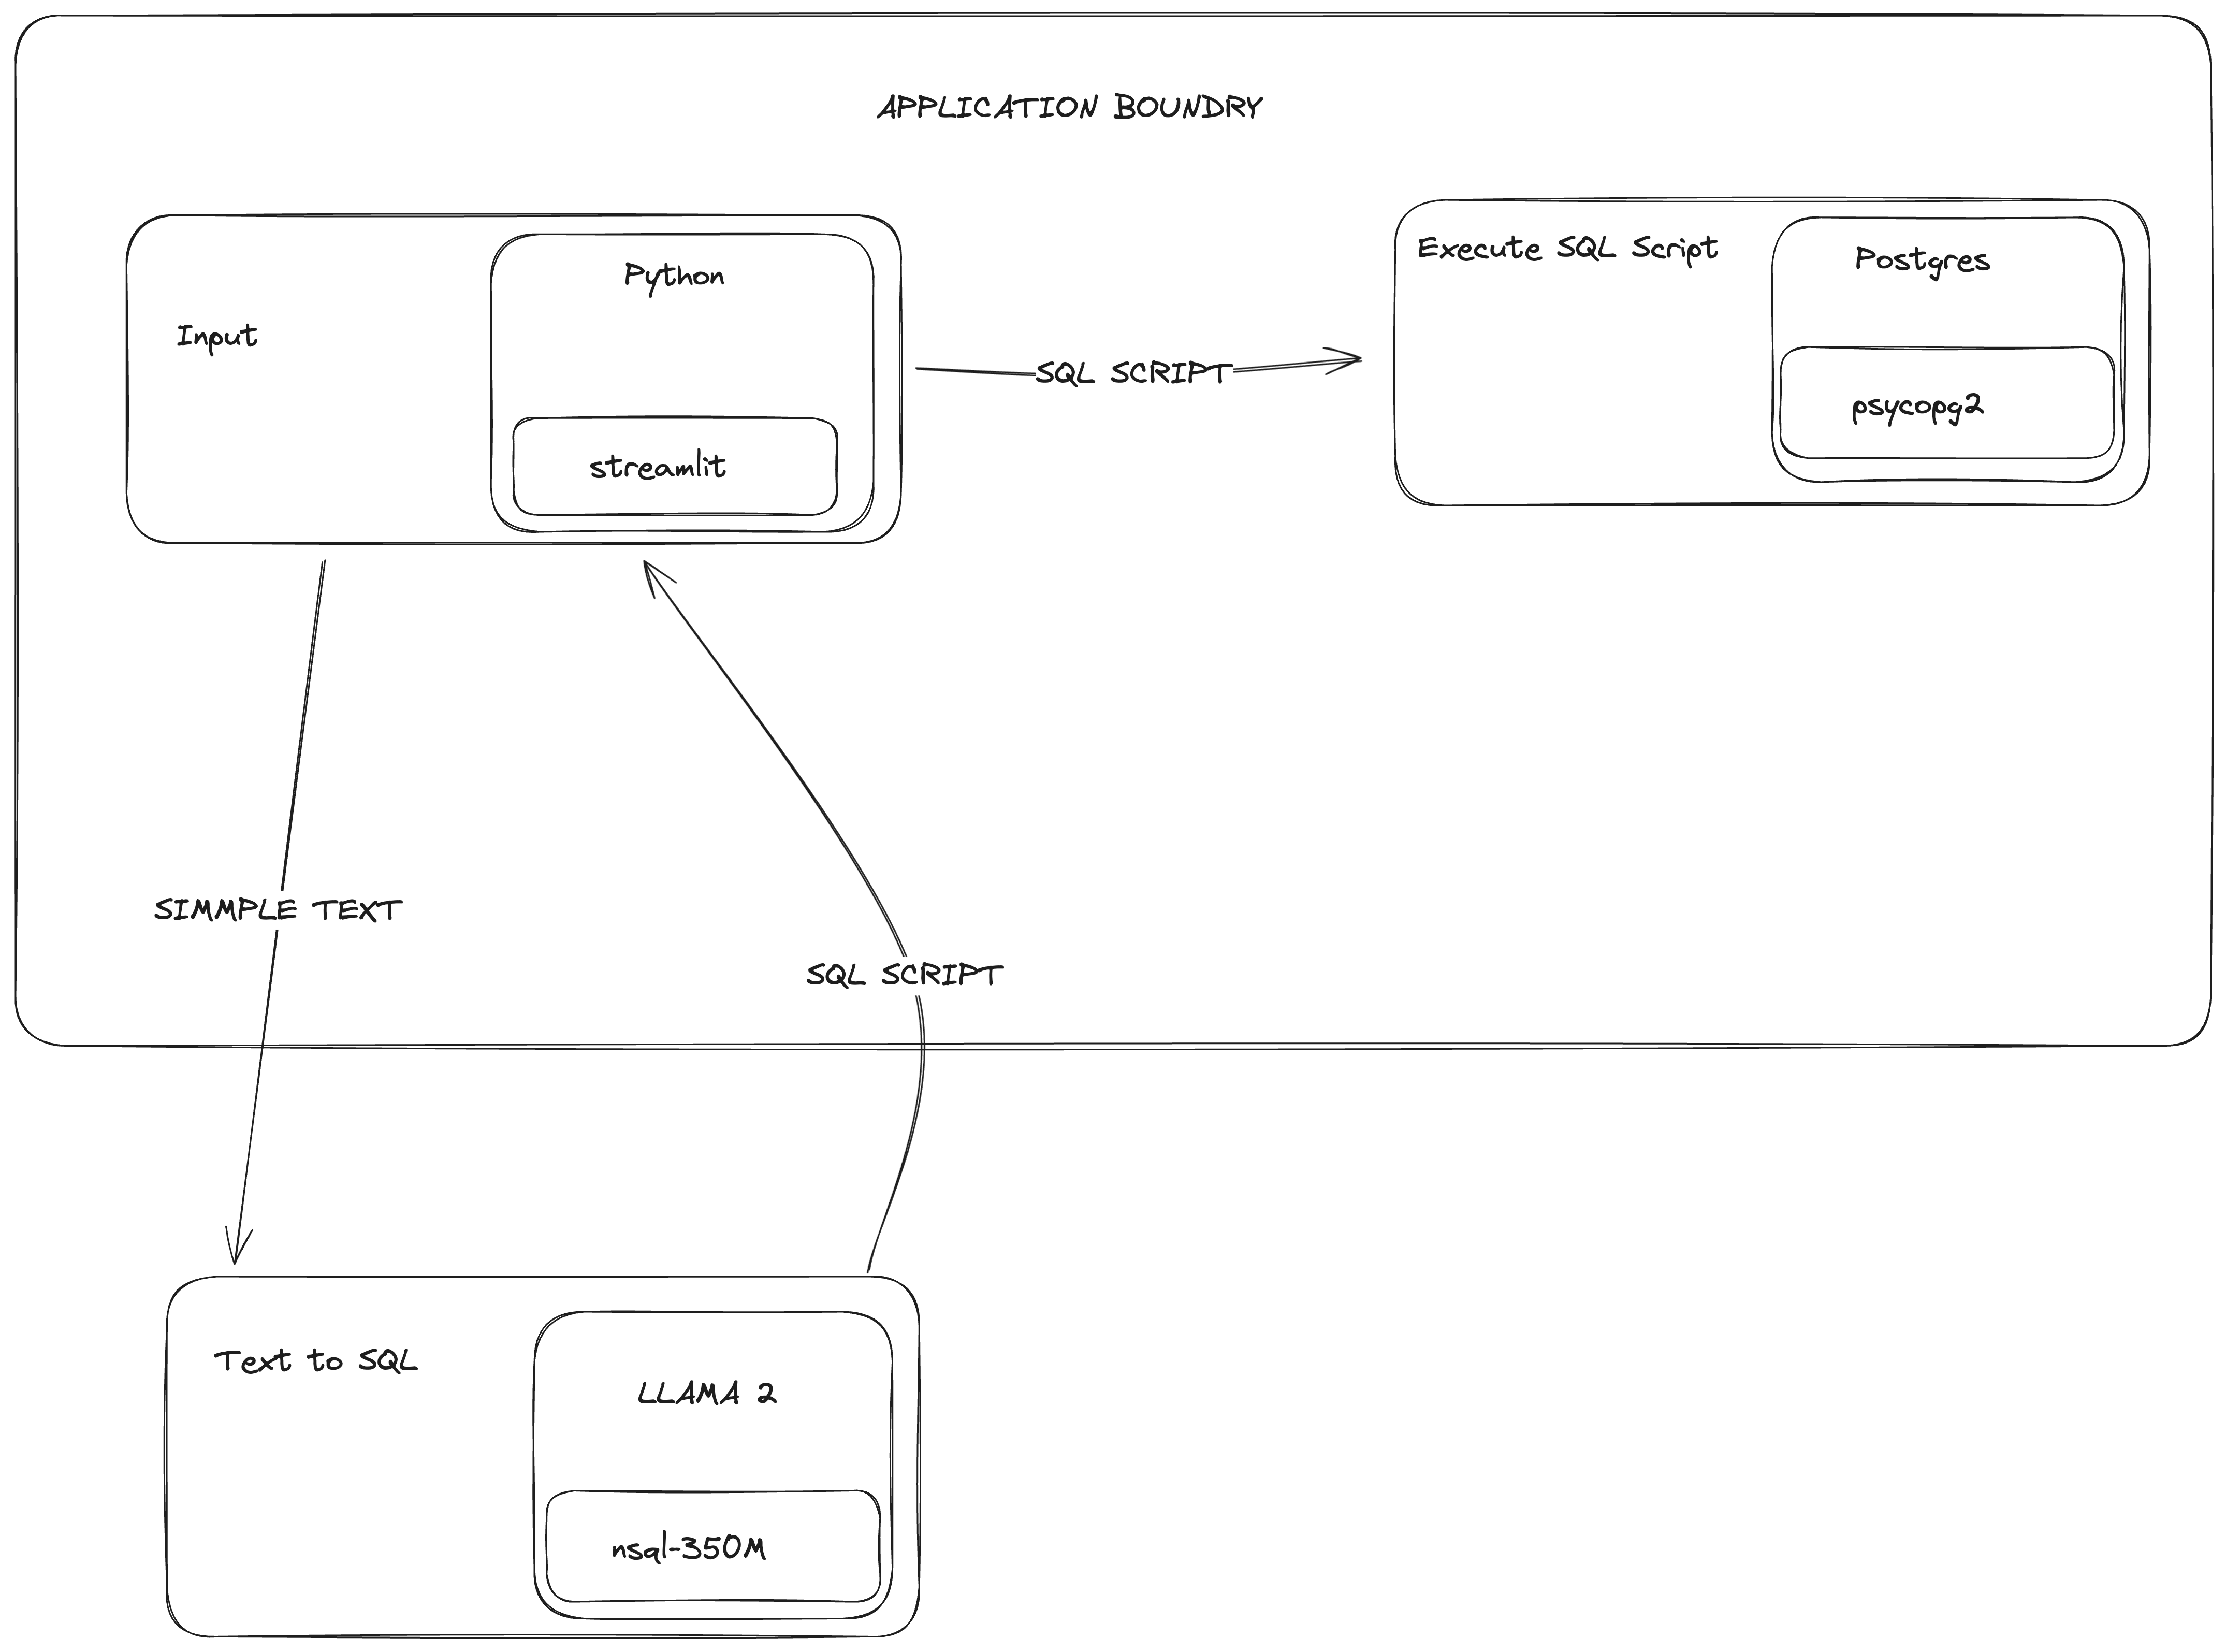 APPLICATION BOUNDRY
Input
Python
streamlit
SQL SCRIPT
Execute SQL Script
Postgres
psycopg2
SIMMPLE TEXT
SQL SCRIPT
Text to SQL
LLAMA 2
nsql-350M